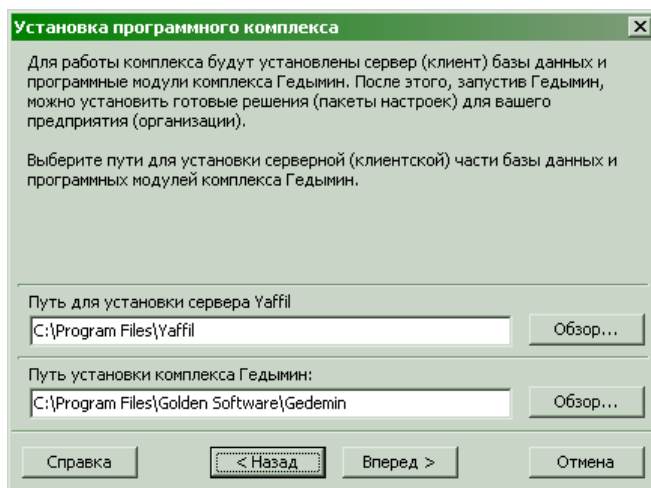 Установка программного комплекса
Для работы комплекса будут установлены сервер (клиент) базы данных и
программные модули комплекса Гедымин. После этого, запустив Гедымин,
можно установить готовые решения (пакеты настроек) для вашего
предприятия (организации).
Выберите пути для установки серверной (клиентской) части базы данных и
программных модулей комплекса Гедымин.
Путь для установки сервера Yaffil
C:\Program Files\Yaffil
Обзор...
Путь установки комплекса Гедымин:
C:\Program Files\Golden Software\Gedemin
Обзор...
Справка
< Назад
Вперед >
Отмена